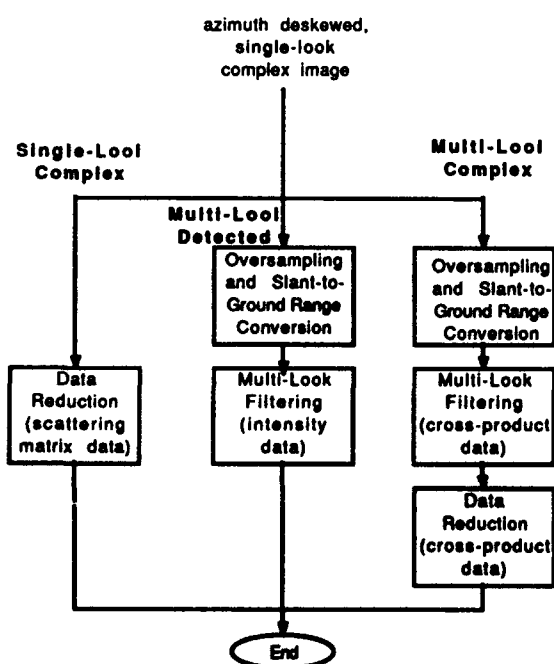 azimuth deskewed,
single-look
complex image
Single-Lool
Complex
Multi-Lool
Detected
Multi-Lool
Complex
Oversampling
and Slant-to-
Ground Range
Conversion
Oversampling
and Slant-to-
Ground Range
Conversion
Data
Reduction
(scattering
matrix data)
Multi-Look
Filtering
(intensity
data)
Multi-Look
Filtering
(cross-product
data)
Data
Reduction
(cross-product
data)
End